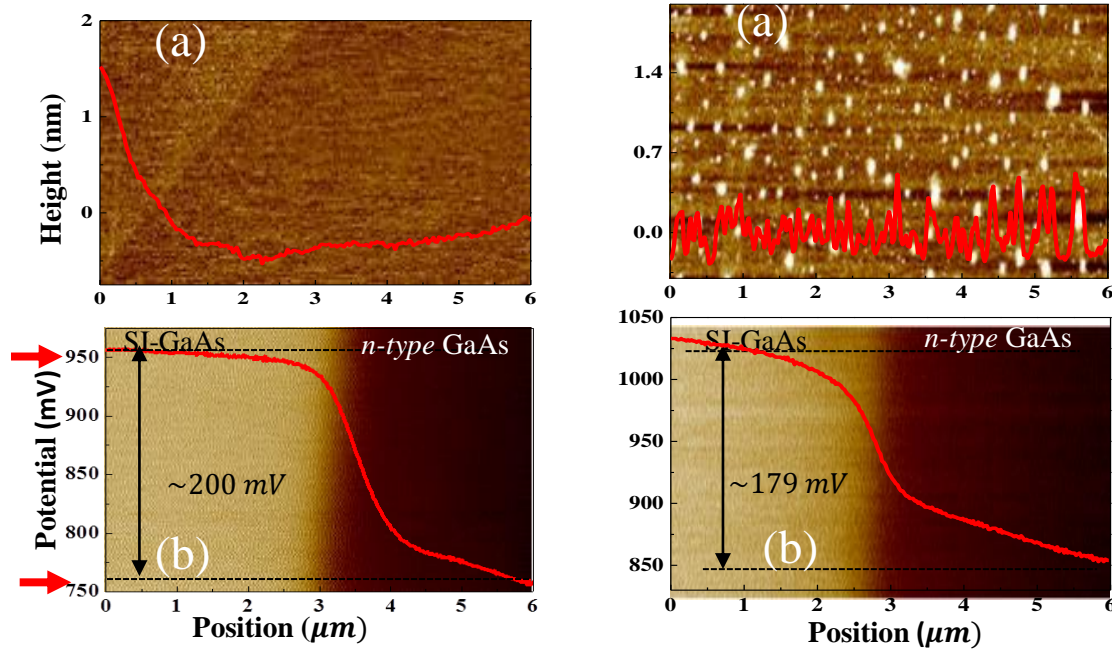 (a)
2
1
0
Height (nm)
0 1 2 3 4 5 6
(a)
1.4
0.7
0.0
0 1 2 3 4 5 6
SI-GaAs
n-type GaAs
950
900
850
800
750
Potential (mV)
~200 mV
(b)
0 1 2 3 4 5 6
Position (μm)
1050
1000
950
900
850
SI-GaAs
n-type GaAs
~179 mV
(b)
0 1 2 3 4 5 6
Position (μm)